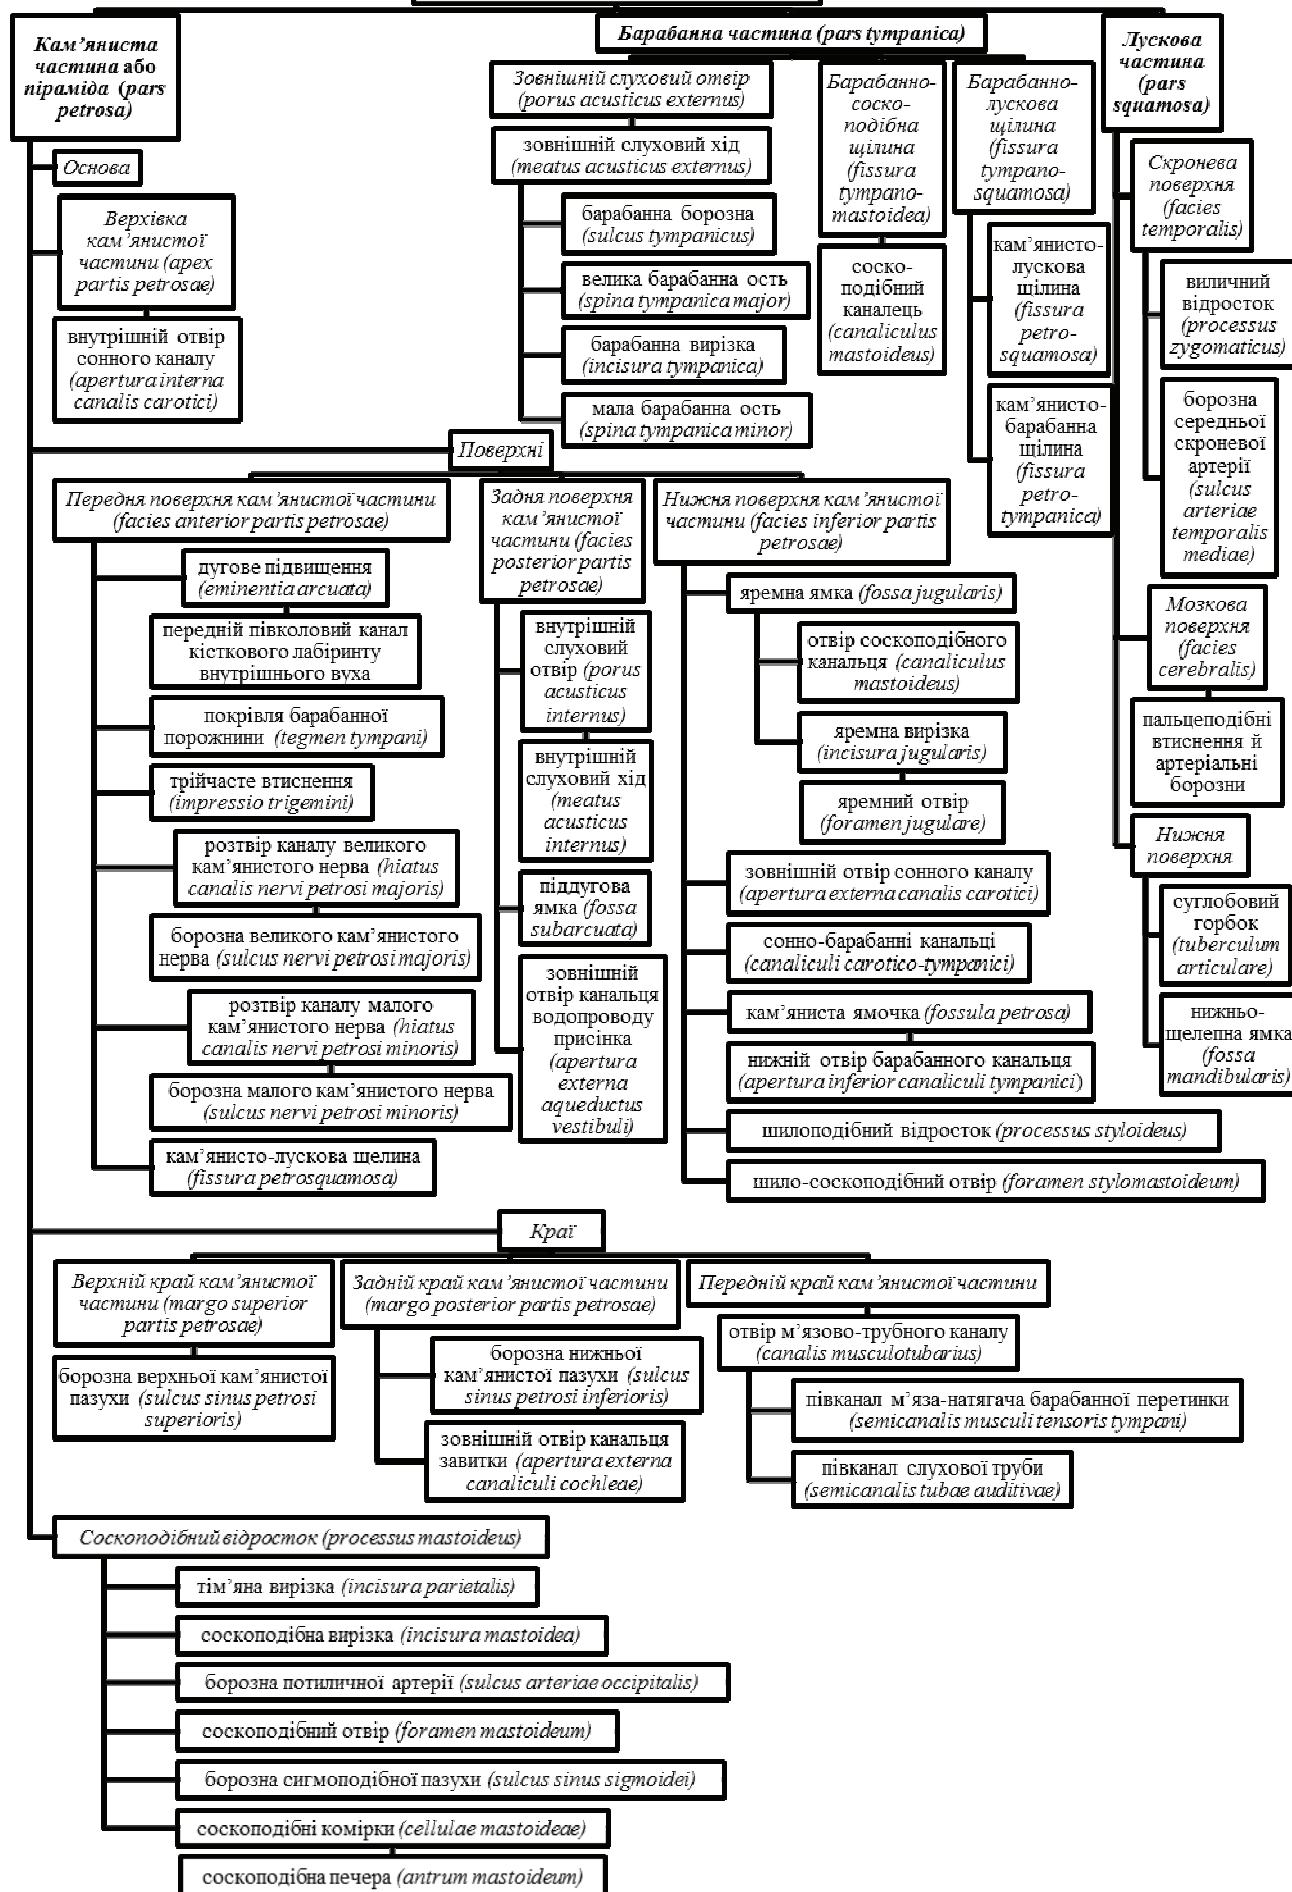 Кам’яниста
частина або
піраміда (pars
petrosa)
Основа
Верхівка
кам’янистої
частини (apex
partis petrosae)
внутрішній отвір
сонного каналу
(apertura interna
canalis carotici)
Барабанна частина (pars tympanica)
Зовнішній слуховий отвір
(porus acusticus externus)
зовнішній слуховий хід
(meatus acusticus externus)
барабанна борозна
(sulcus tympanicus)
велика барабанна ость
(spina tympanica major)
барабанна вирізка
(incisura tympanica)
мала барабанна ость
(spina tympanica minor)
Барабанно-
соско-
подібна
щілина
(fissura
tympano-
mastoidea)
соско-
подібний
каналець
(canaliculus
mastoideus)
Барабанно-
лускова
щілина
(fissura
tympano-
squamosa)
кам’янисто-
лускова
щілина
(fissura
petro-
squamosa)
кам’янисто-
барабанна
щілина
(fissura
petro-
tympanica)
Лускова
частина
(pars
squamosa)
Скронева
поверхня
(facies
temporalis)
виличний
відросток
(processus
zygomaticus)
борозна
середньої
скроневої
артерії
(sulcus
arteriae
temporalis
mediae)
Мозкова
поверхня
(facies
cerebralis)
пальцеподібні
втиснення й
артеріальні
борозни
Нижня
поверхня
суглобовий
горбок
(tuberculum
articulare)
нижньо-
щелепна ямка
(fossa
mandibularis)
Поверхні
Передня поверхня кам’янистої частини
(facies anterior partis petrosae)
дугове підвищення
(eminentia arcuata)
передній півколовий канал
кісткового лабіринту
внутрішнього вуха
покрівля барабанної
порожнини (tegmen tympani)
трійчасте втиснення
(impressio trigemini)
розтвір каналу великого
кам’янистого нерва (hiatus
canalis nervi petrosi majoris)
борозна великого кам’янистого
нерва (sulcus nervi petrosi majoris)
розтвір каналу малого
кам’янистого нерва (hiatus
canalis nervi petrosi minoris)
борозна малого кам’янистого нерва
(sulcus nervi petrosi minoris)
кам’янисто-лускова щелина
(fissura petrosquamosa)
Задня поверхня
кам’янистої
частини (facies
posterior partis
petrosae)
внутрішній
слуховий
отвір (porus
acusticus
internus)
внутрішній
слуховий хід
(meatus
acusticus
internus)
піддугова
ямка (fossa
subarcuata)
зовнішній
отвір канальця
водопроводу
присінка
(apertura
externa
aqueductus
vestibuli)
Нижня поверхня кам’янистої
частини (facies inferior partis
petrosae)
яремна ямка (fossa jugularis)
отвір соскоподібного
канальця (canaliculus
mastoideus)
яремна вирізка
(incisura jugularis)
яремний отвір
(foramen jugulare)
зовнішній отвір сонного каналу
(apertura externa canalis carotici)
сонно-барабанні канальці
(canaliculi carotico-tympanici)
кам’яниста ямочка (fossula petrosa)
нижній отвір барабанного канальця
(apertura inferior canaliculi tympanici)
шилоподібний відросток (processus styloideus)
шило-соскоподібний отвір (foramen stylomastoideum)
Краї
Верхній край кам’янистої
частини (margo superior
partis petrosae)
борозна верхньої кам’янистої
пазухи (sulcus sinus petrosi
superioris)
Задній край кам’янистої частини
(margo posterior partis petrosae)
борозна нижньої
кам’янистої пазухи (sulcus
sinus petrosi inferioris)
зовнішній отвір канальця
завитки (apertura externa
canaliculi cochleae)
Передній край кам’янистої частини
отвір м’язово-трубного каналу
(canalis musculotubarius)
півканал м’яза-натягача барабанної перетинки
(semicanalis musculi tensoris tympani)
півканал слухової труби
(semicanalis tubae auditivae)
Соскоподібний відросток (processus mastoideus)
тім’яна вирізка (incisura parietalis)
соскоподібна вирізка (incisura mastoidea)
борозна потиличної артерії (sulcus arteriae occipitalis)
соскоподібний отвір (foramen mastoideum)
борозна сигмоподібної пазухи (sulcus sinus sigmoidei)
соскоподібні комірки (cellulae mastoideae)
соскоподібна печера (antrum mastoideum)